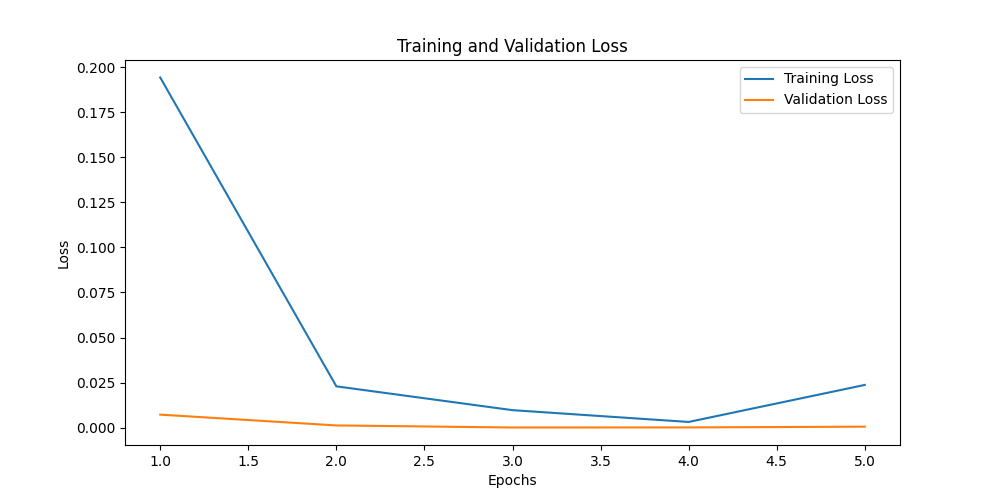 Training and Validation Loss
Training Loss
Validation Loss
0.200
0.175
0.150
0.125
0.100
0.075
0.050
0.025
0.000
Loss
1.0 1.5 2.0 2.5 3.0 3.5 4.0 4.5 5.0
Epochs